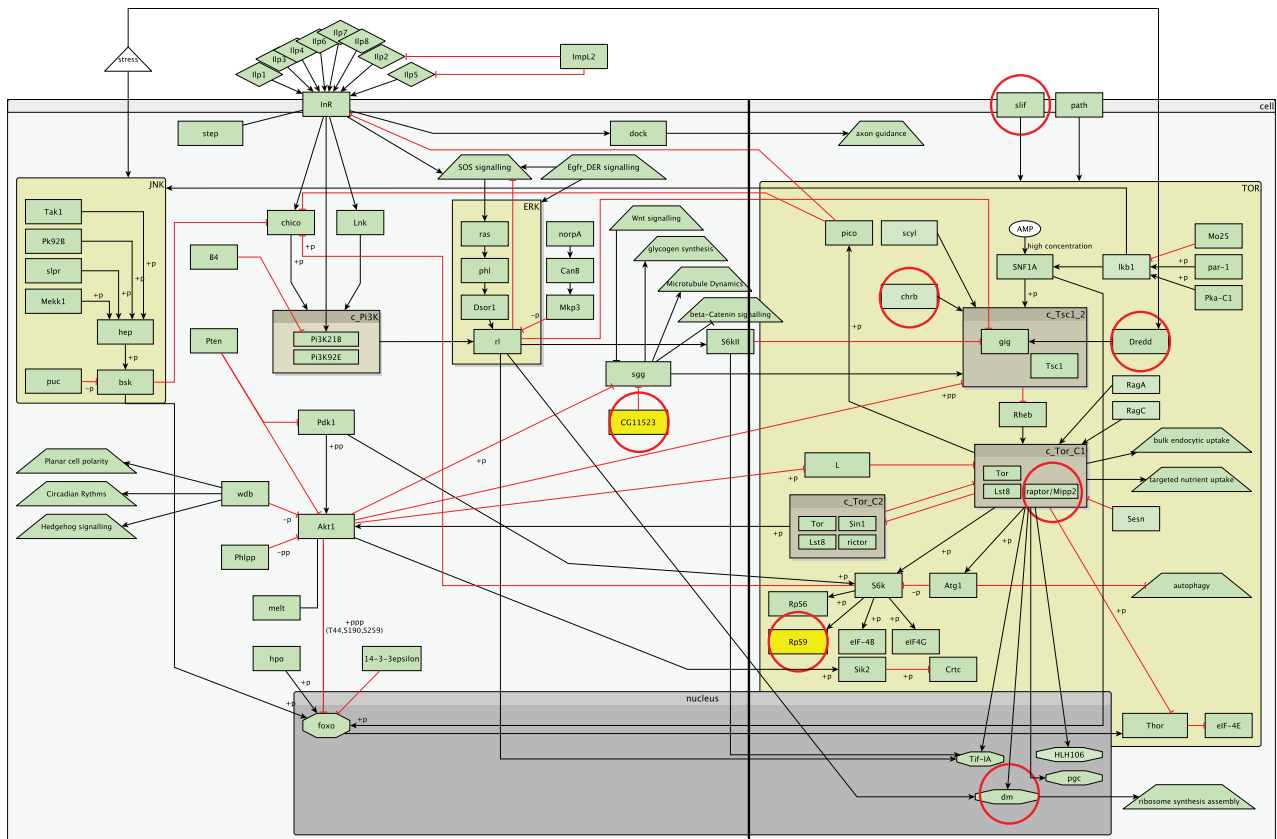 Ilp7
Ilp6
Ilp8
Ilp4
Ilp3
Ilp2
Ilp1
Ilp5
ImpL2
stress
InR
slif
path
cell
step
dock
axon guidance
SOS signalling
Egfr_DER signalling
JNK
TOR
ERK
Tak1
Pk92B
slpr
Mekk1
+p
+p
+p
+p
hep
+p
puc
-p
bsk
chico
Lnk
+p
B4
c_Pi3K
Pi3K21B
Pi3K92E
Pten
ras
phl
Dsor1
rl
norpA
CanB
Mkp3
-p
Wnt signalling
glycogen synthesis
Microtubule Dynamics
beta-Catenin signalling
S6kII
sgg
CG11523
pico
scyl
AMP
high concentration
SNF1A
lkb1
Mo25
par-1
Pka-C1
+p
+p
+p
chrb
c_Tsc1_2
gig
Tsc1
Dredd
+pp
Rheb
RagA
RagC
+p
c_Tor_C1
Tor
Lst8
raptor/Mipp2
bulk endocytic uptake
targeted nutrient uptake
Sesn
L
+p
c_Tor_C2
Tor
Sin1
Lst8
rictor
+p
Pdk1
+pp
+p
Planar cell polarity
Circadian Rythms
Hedgehog signalling
wdb
-p
Akt1
Phlpp
-pp
melt
+ppp
(T44,S190,S259)
hpo
14-3-3epsilon
+p
+p
+p
foxo
+p
+p
S6k
-p
Atg1
autophagy
+p
RpS6
+p
RpS9
+p
+p
eIF-4B
eIF4G
+p
Sik2
+p
Crtc
+p
nucleus
Thor
eIF-4E
Tif-IA
HLH106
pgc
dm
ribosome synthesis assembly